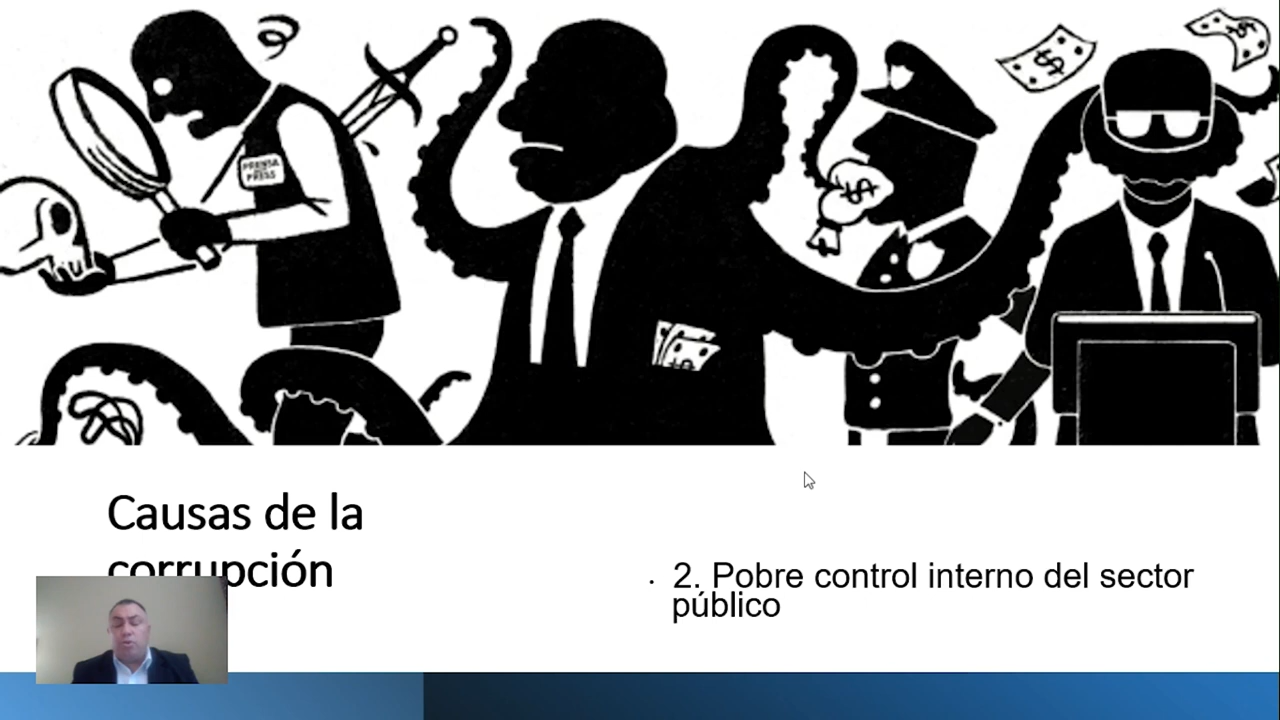 PRENSA
PRESS
$
$
$
$
Causas de la
corrupción
· 2. Pobre control interno del sector
público